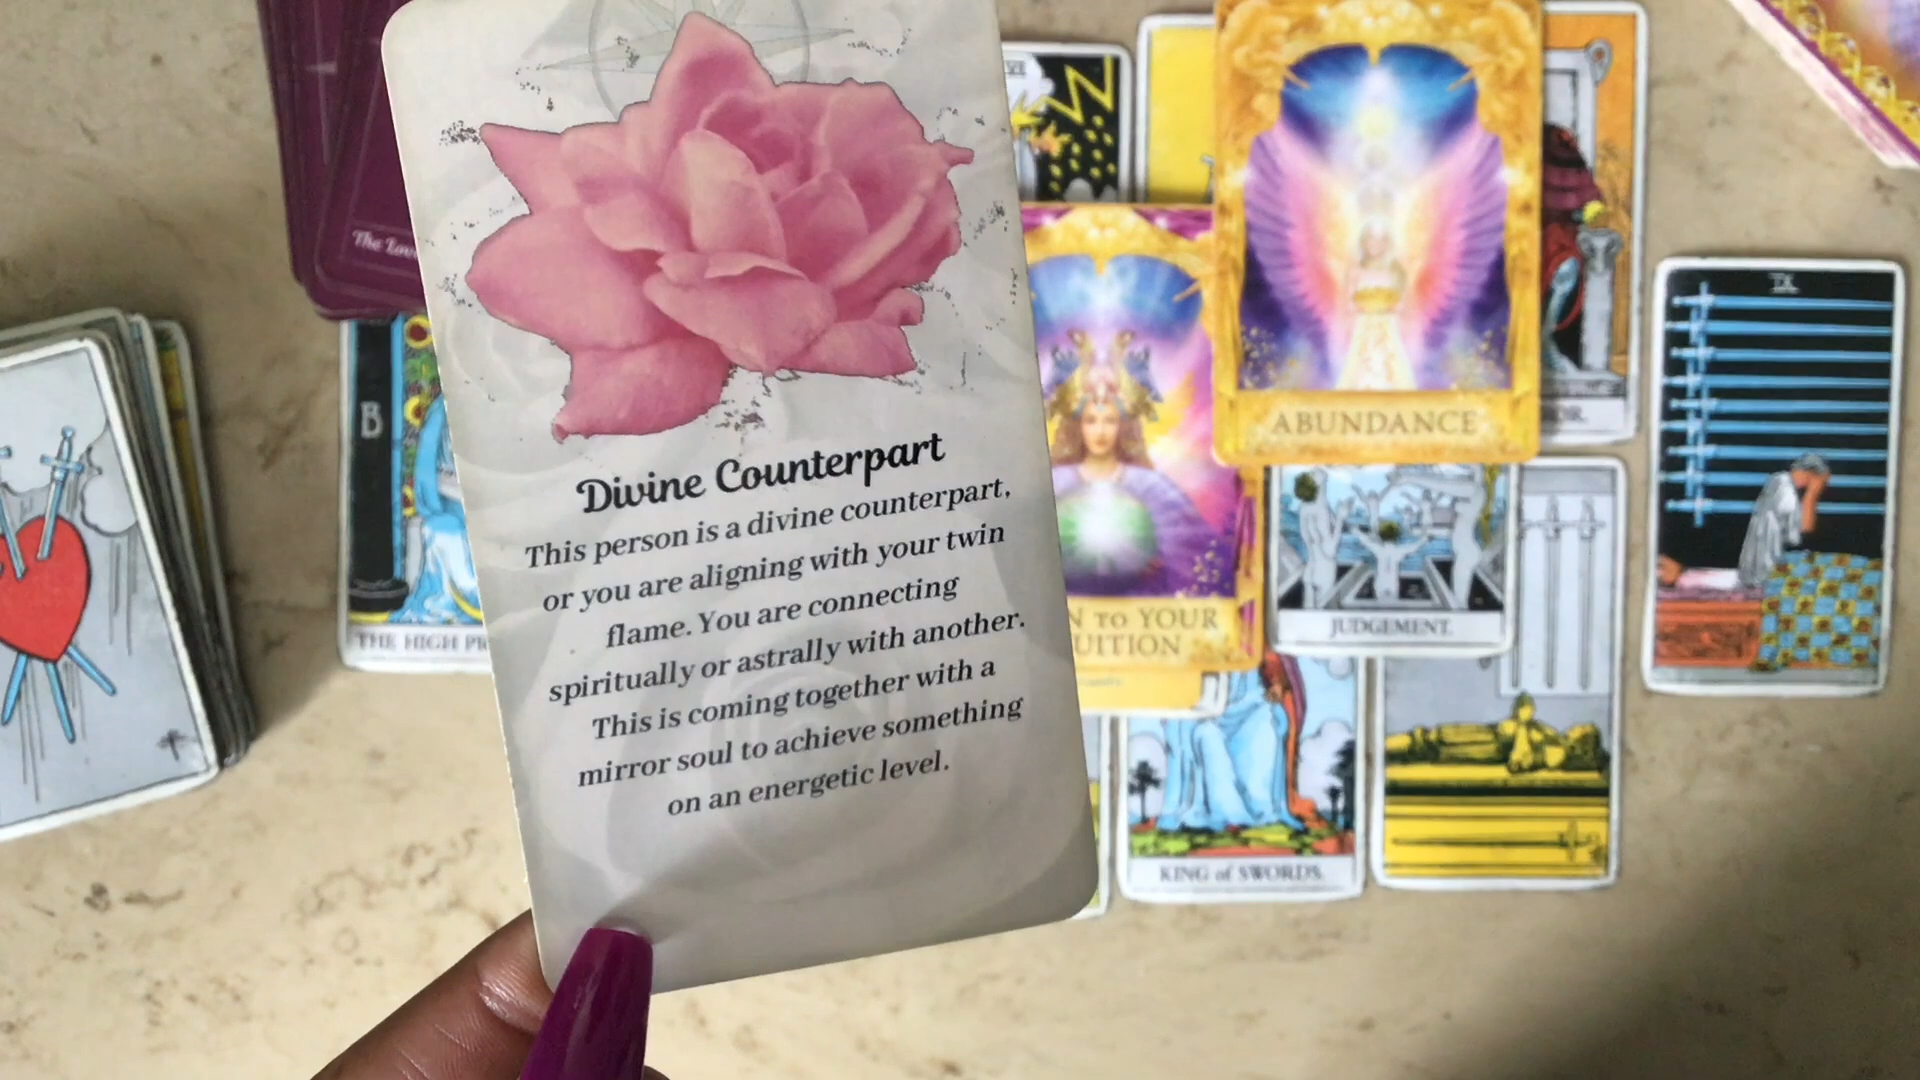 VI
ABUNDANCE
IX
The
B
Divine Counterpart
This person is a divine counterpart,
or you are aligning with your twin
flame. You are connecting
spiritually or astrally with another.
This is coming together with a
mirror soul to achieve something
on an energetic level.
TO YOUR
JUDGEMENT.
THE HIGH
KING of SWORDS.